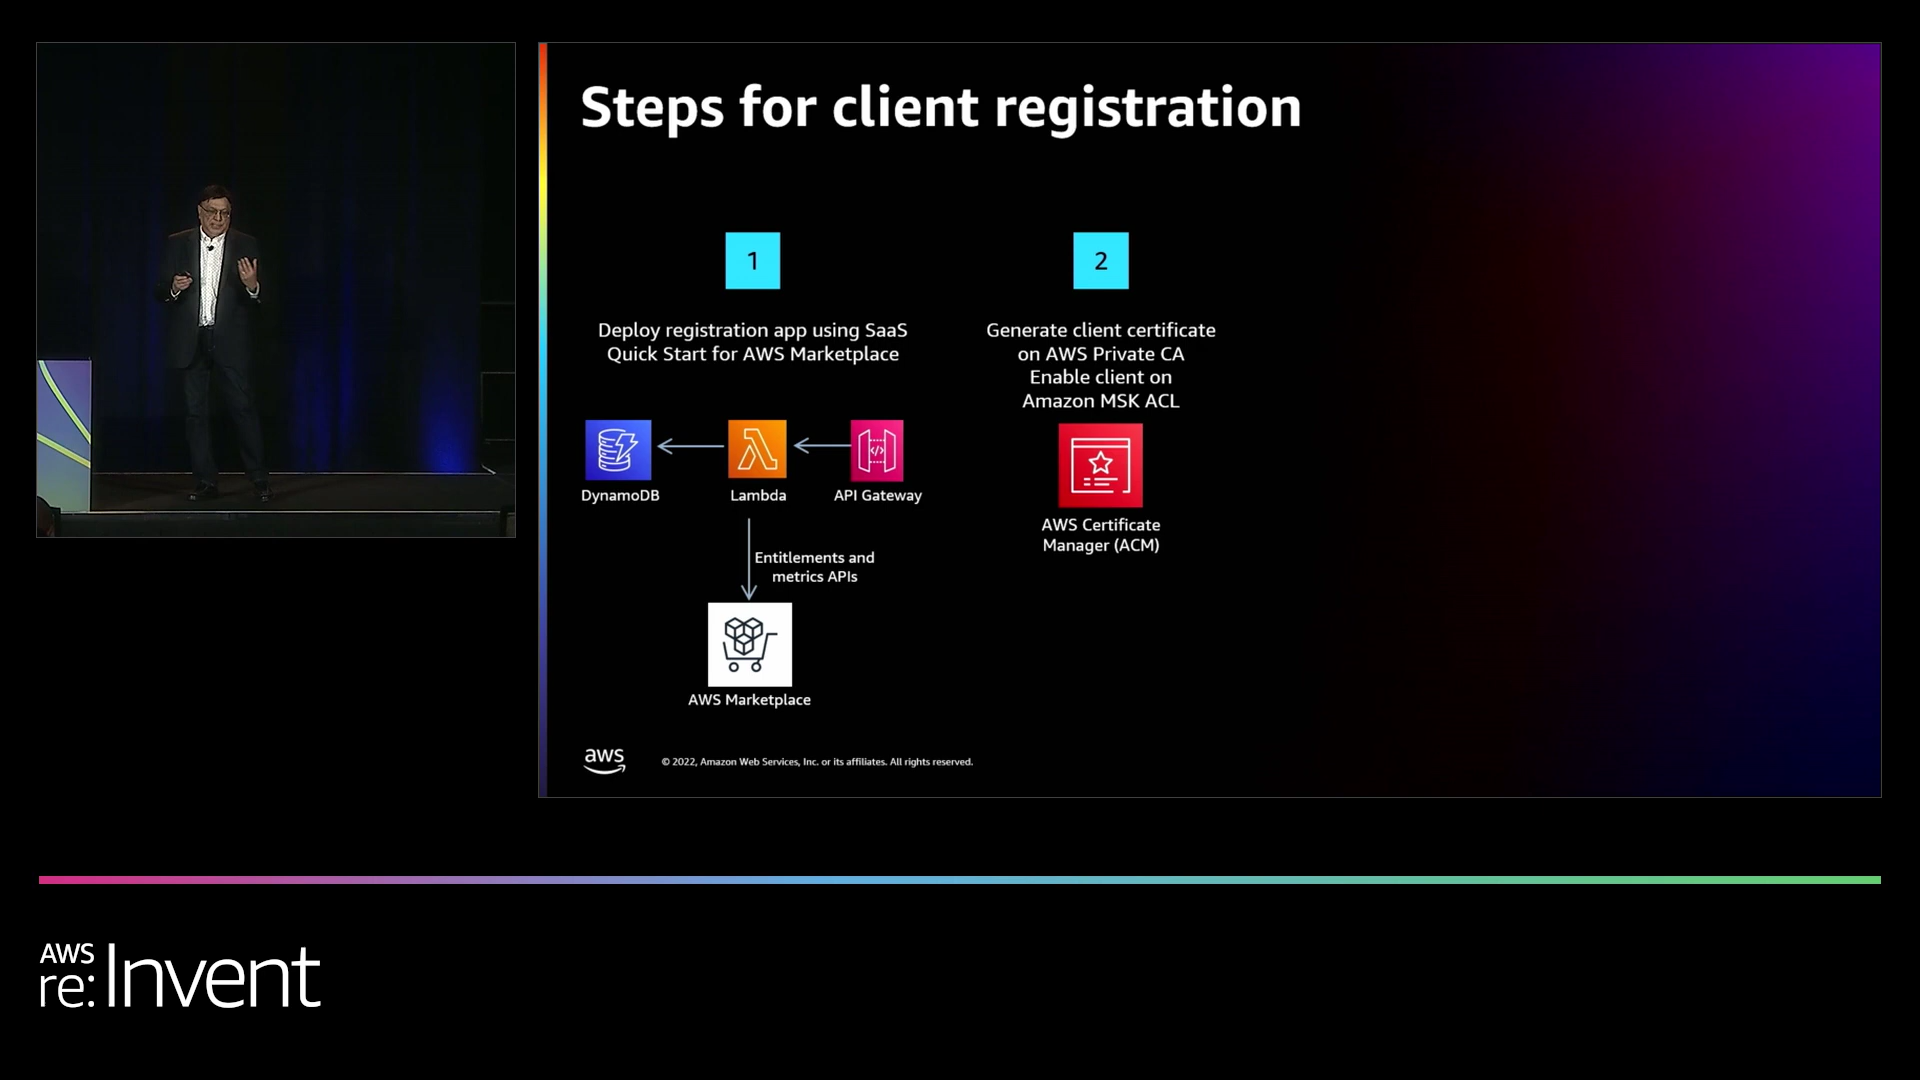 Steps for client registration
1
Deploy registration app using SaaS
Quick Start for AWS Marketplace
DynamoDB
Lambda
API Gateway
Entitlements and
metrics APIs
AWS Marketplace
2
Generate client certificate
on AWS Private CA
Enable client on
Amazon MSK ACL
AWS Certificate
Manager (ACM)
aws
© 2022, Amazon Web Services, Inc. or its affiliates. All rights reserved.
AWS
re:Invent